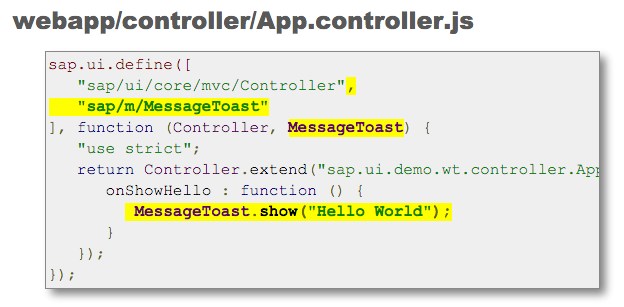 webapp/controller/App.controller.js
sap.ui.define([
"sap/ui/core/mvc/Controller",
"sap/m/MessageToast"
], function (Controller, MessageToast) {
"use strict";
return Controller.extend("sap.ui.demo.wt.controller.App
onShowHello : function () {
MessageToast.show("Hello World");
}
});
});